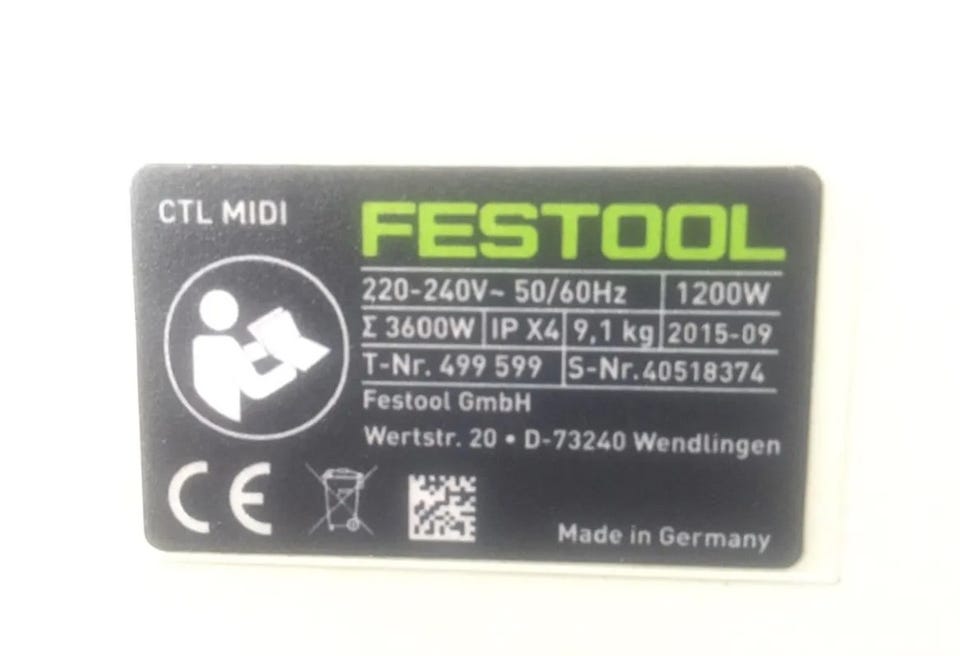 CTL MIDI
FESTOOL
220-240V~ 50/60Hz 1200W
Σ 3600W IP X4 9,1 kg 2015-09
T-Nr. 499 599 S-Nr.40518374
Festool GmbH
Wertstr. 20 • D-73240 Wendlingen
CE
Made in Germany